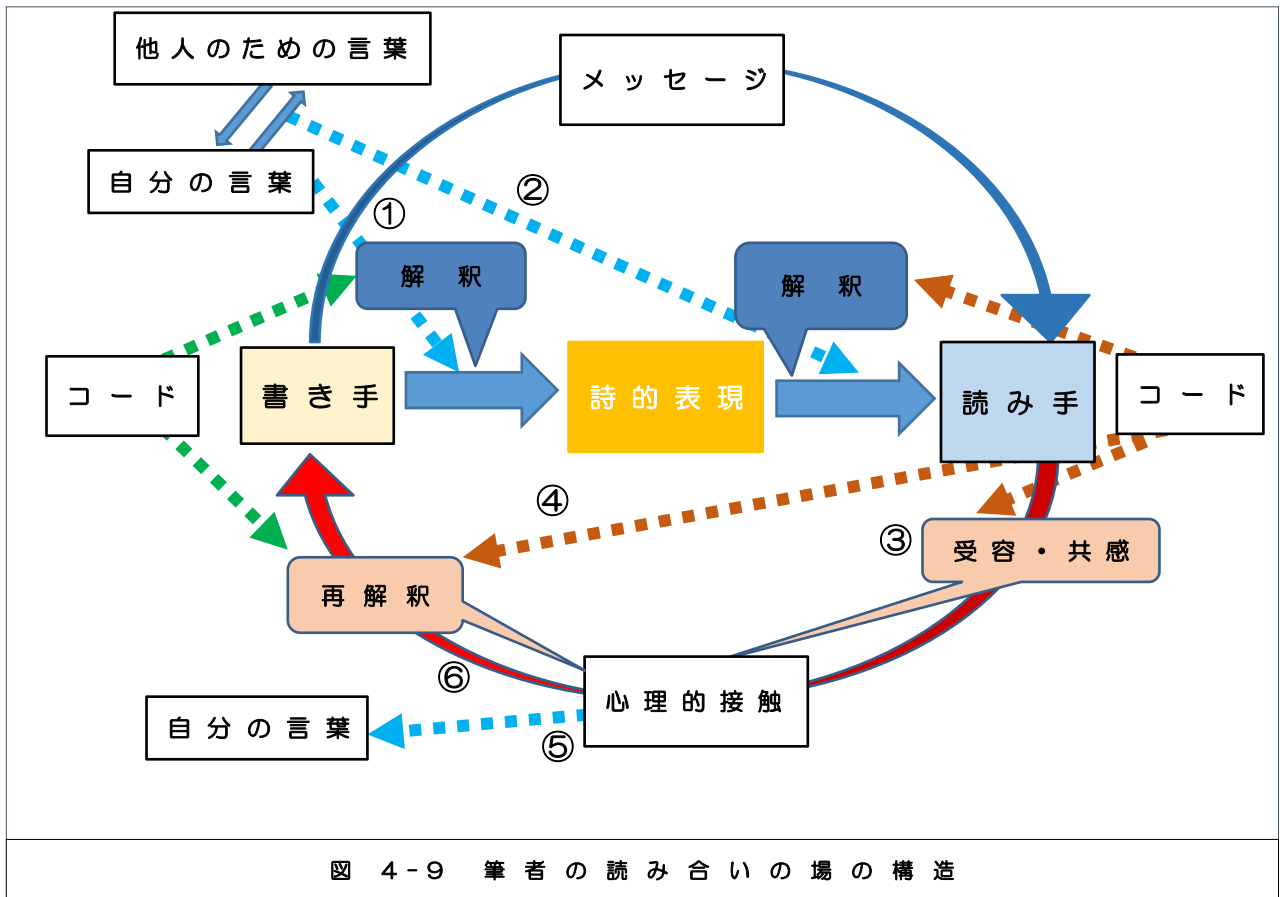 他人のための言葉
メッセージ
自分の言葉
②
①
解釈
解釈
コード
書き手
詩的表現
読み手
コード
④
③
受容・共感
再解釈
⑥
心理的接触
自分の言葉
⑤
図 4-9 筆者の読み合いの場の構造